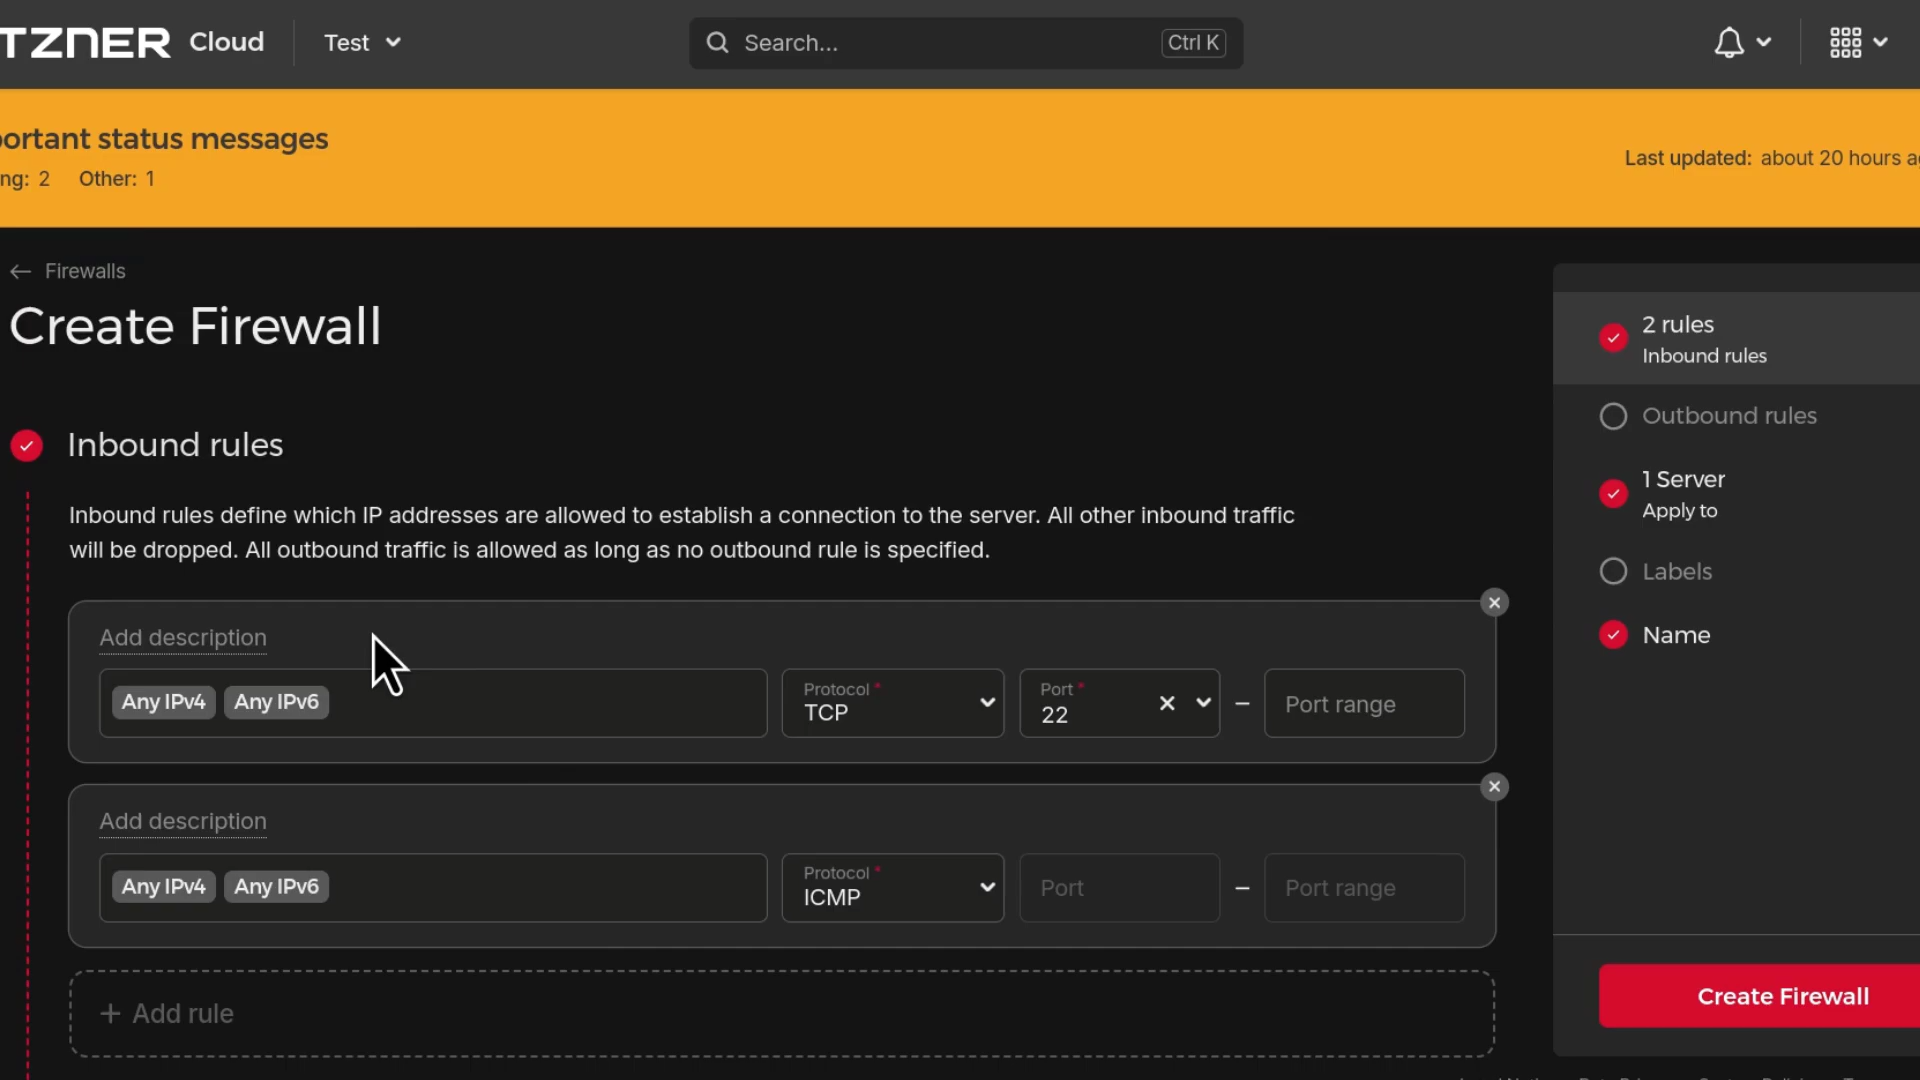 TZNER Cloud Test Search... Ctrl K
portant status messages
ng: 2 Other: 1
Last updated: about 20 hours a
Firewalls
Create Firewall
Inbound rules
Inbound rules define which IP addresses are allowed to establish a connection to the server. All other inbound traffic
will be dropped. All outbound traffic is allowed as long as no outbound rule is specified.
Add description
Any IPv4 Any IPv6 Protocol * TCP Port * 22 – Port range
Add description
Any IPv4 Any IPv6 Protocol * ICMP Port – Port range
+ Add rule
2 rules
Inbound rules
Outbound rules
1 Server
Apply to
Labels
Name
Create Firewall